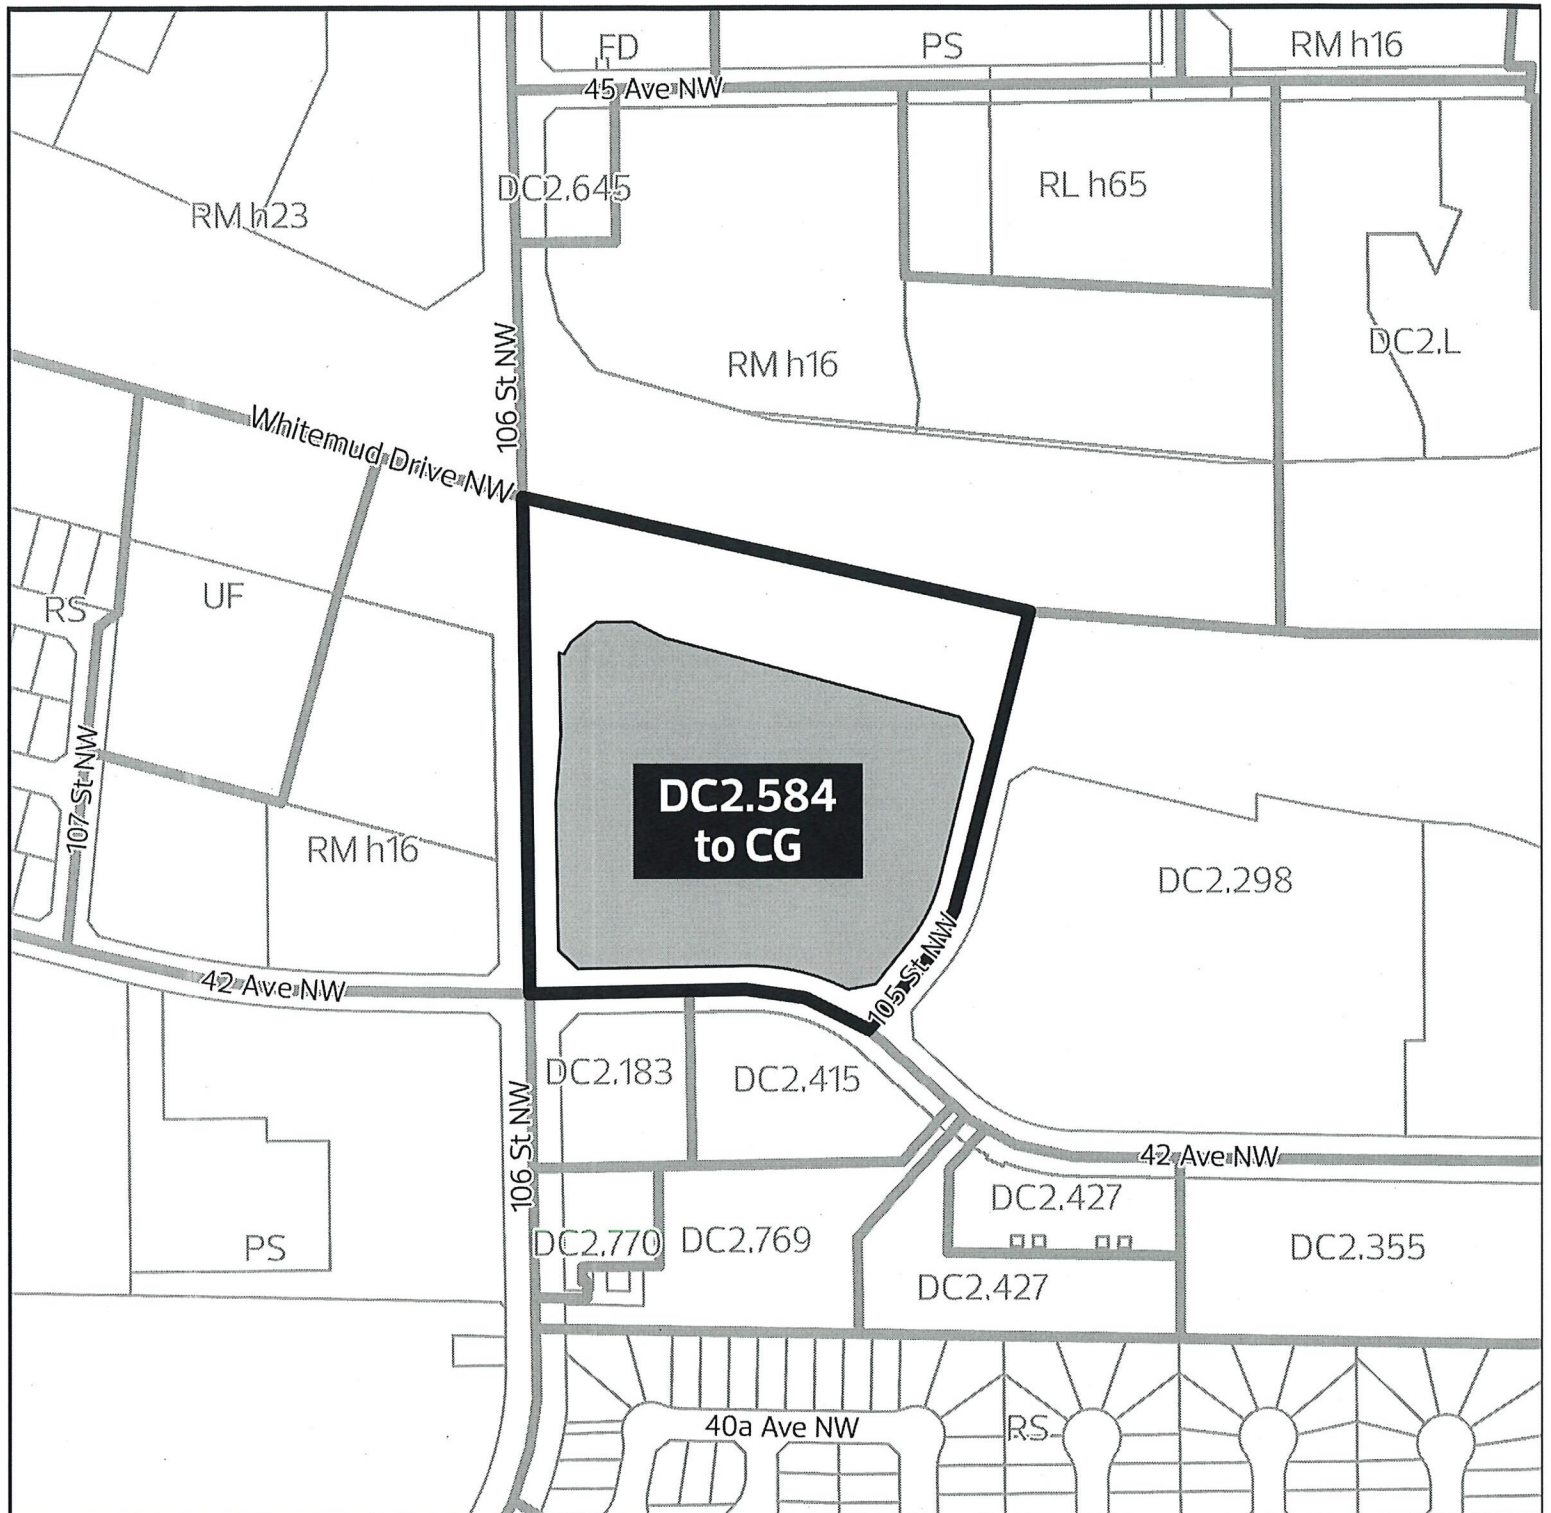 FD
PS
RM h16
45 Ave NW
DC2.645
RL h65
RM h23
106 St NW
RM h16
DC2.L
Whitemud Drive NW
RS
UF
107 St NW
DC2.584
to CG
RM h16
DC2.298
105 St NW
42 Ave NW
DC2.183
DC2.415
106 St NW
42 Ave NW
DC2.427
PS
DC2.770
DC2.769
DC2.355
DC2.427
40a Ave NW
RS